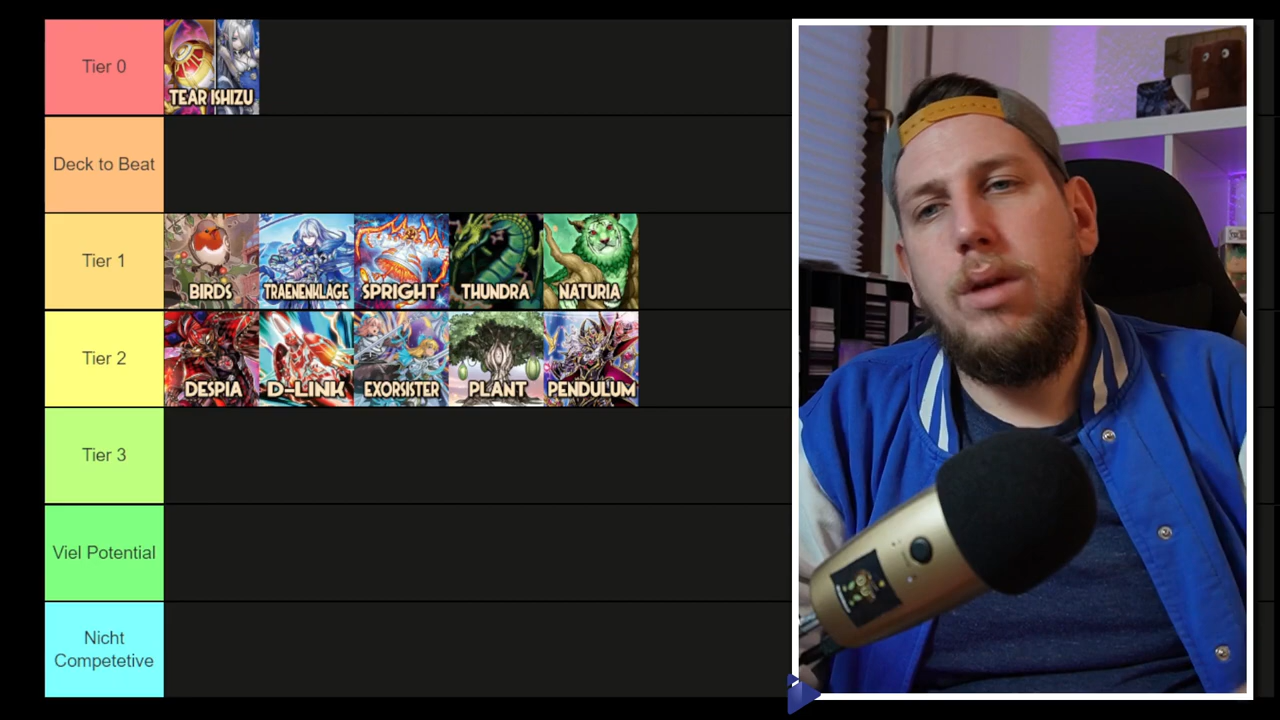 Tier 0
TEAR ISHIZU
Deck to Beat
Tier 1
BIRDS
TRAENENKLAGE
SPRIGHT
THUNDRA
NATURIA
Tier 2
DESPIA
D-LINK
EXORSISTER
PLANT
PENDULUM
Tier 3
Viel Potential
Nicht
Competetive